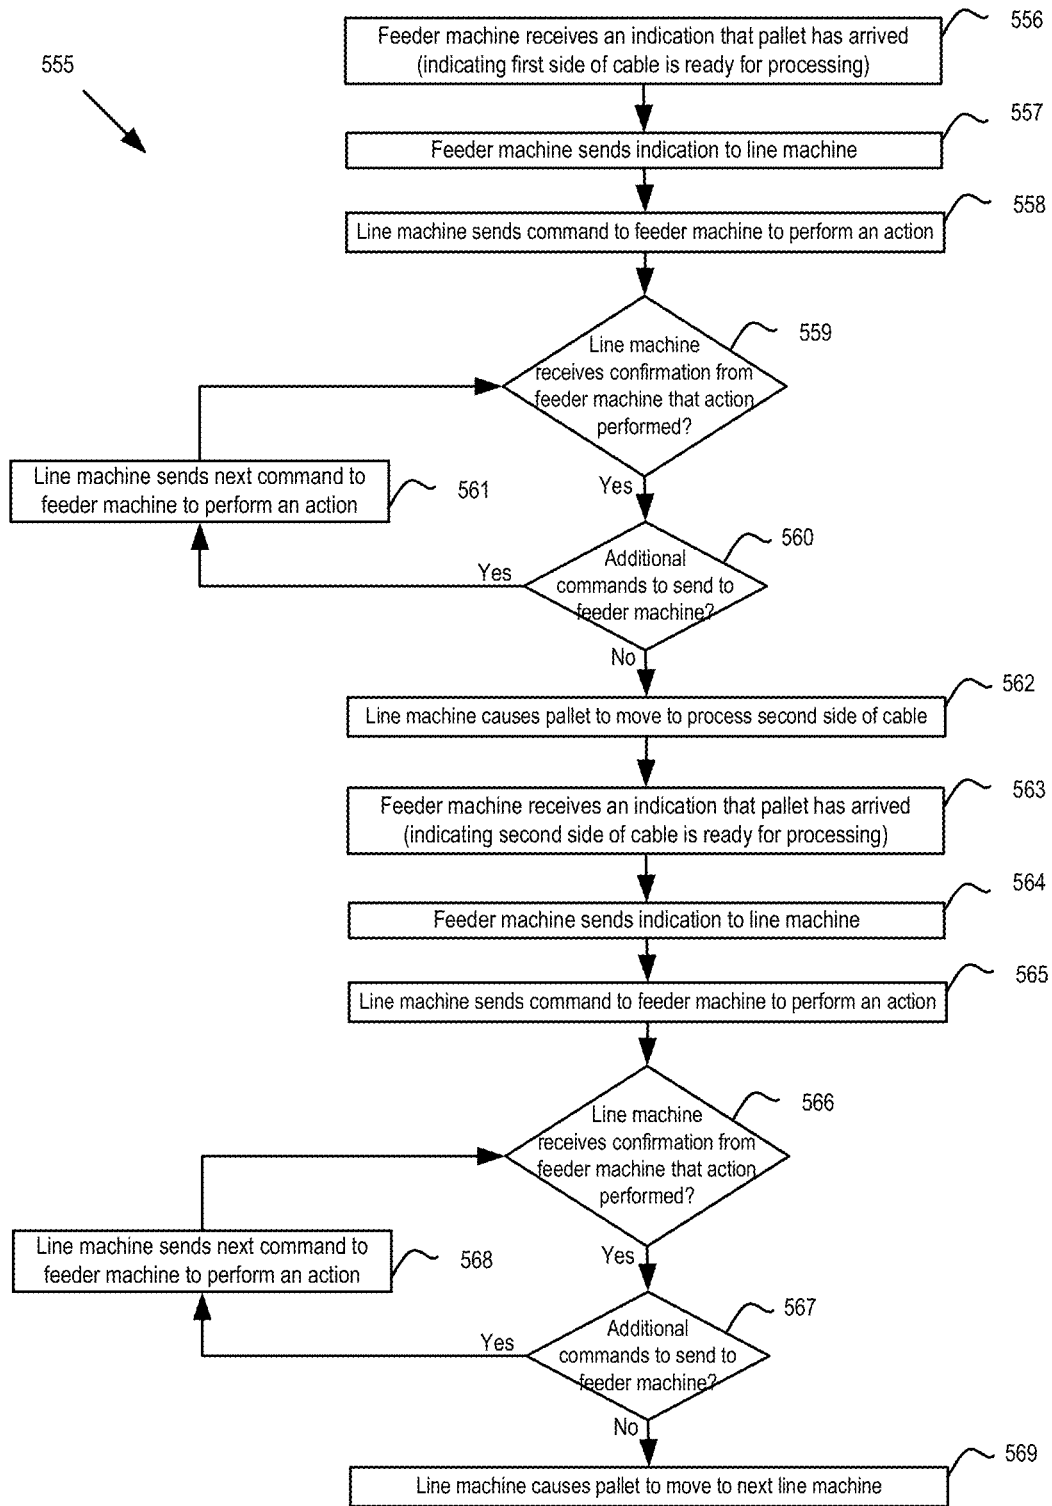 555
556
Feeder machine receives an indication that pallet has arrived
(indicating first side of cable is ready for processing)
557
Feeder machine sends indication to line machine
558
Line machine sends command to feeder machine to perform an action
559
Line machine
receives confirmation from
feeder machine that action
performed?
Yes
Line machine sends next command to
feeder machine to perform an action
561
560
Additional
commands to send to
feeder machine?
Yes
No
562
Line machine causes pallet to move to process second side of cable
563
Feeder machine receives an indication that pallet has arrived
(indicating second side of cable is ready for processing)
564
Feeder machine sends indication to line machine
565
Line machine sends command to feeder machine to perform an action
566
Line machine
receives confirmation from
feeder machine that action
performed?
Yes
Line machine sends next command to
feeder machine to perform an action
568
567
Additional
commands to send to
feeder machine?
Yes
No
569
Line machine causes pallet to move to next line machine